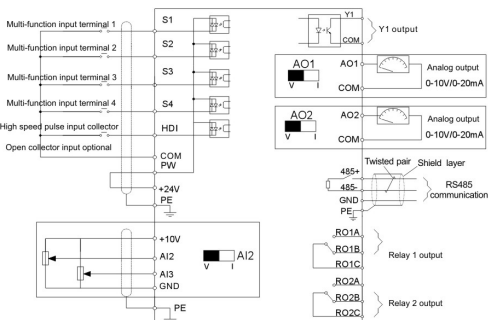 Multi-function input terminal 1
S1
Multi-function input terminal 2
S2
Multi-function input terminal 3
S3
Multi-function input terminal 4
S4
High speed pulse input collector
HDI
Open collector input optional
COM
PW
+24V
PE
+10V
AI2
AI3
GND
V I
AI2
PE
Y1
COM
Y1 output
AO1
V I
AO1
COM
Analog output
0-10V/0-20mA
AO2
V I
AO2
COM
Analog output
0-10V/0-20mA
Twisted pair
Shield layer
485+
485-
GND
PE
RS485
communication
RO1A
RO1B
RO1C
Relay 1 output
RO2A
RO2B
RO2C
Relay 2 output